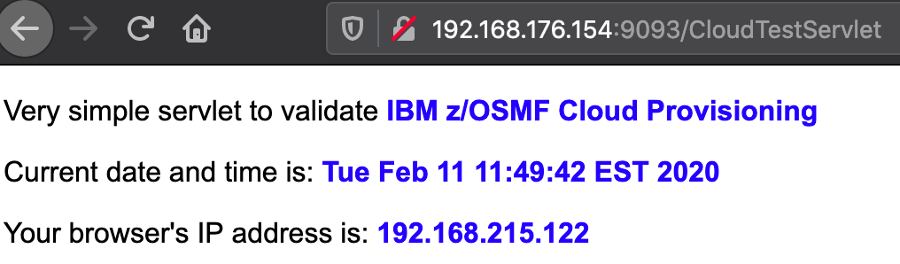 192.168.176.154:9093/CloudTestServlet
Very simple servlet to validate IBM z/OSMF Cloud Provisioning
Current date and time is: Tue Feb 11 11:49:42 EST 2020
Your browser's IP address is: 192.168.215.122